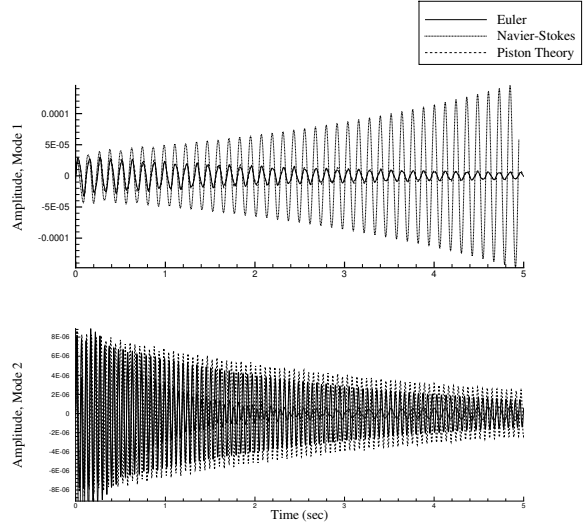 Euler
Navier-Stokes
Piston Theory
Amplitude, Mode 1
0.0001
5E-05
0
-5E-05
-0.0001
0 1 2 3 4 5
Amplitude, Mode 2
8E-06
6E-06
4E-06
2E-06
0
-2E-06
-4E-06
-6E-06
8E-06
0 1 2 3 4 5
Time (sec)